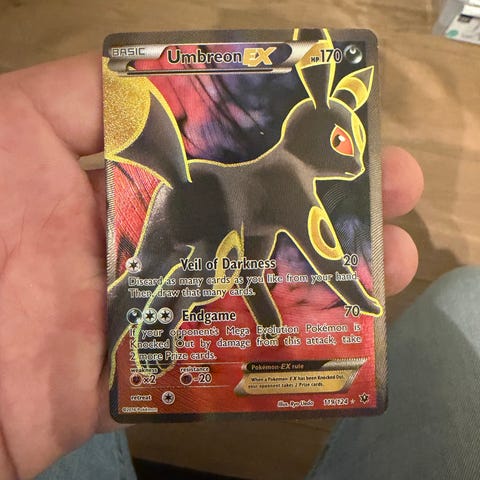 BASIC Umbreon EX HP170
Veil of Darkness 20
Discard as many cards as you like from your hand.
Then, draw that many cards.
Endgame 70
If your opponent's Mega Evolution Pokémon is
Knocked Out by damage from this attack, take
2 more Prize cards.
weakness resistance
×2 -20
retreat
Pokémon-EX rule
When a Pokémon-EX has been Knocked Out,
your opponent takes 2 Prize cards.
©2016 Pokémon
Illus. Ryo Ueda 119/124